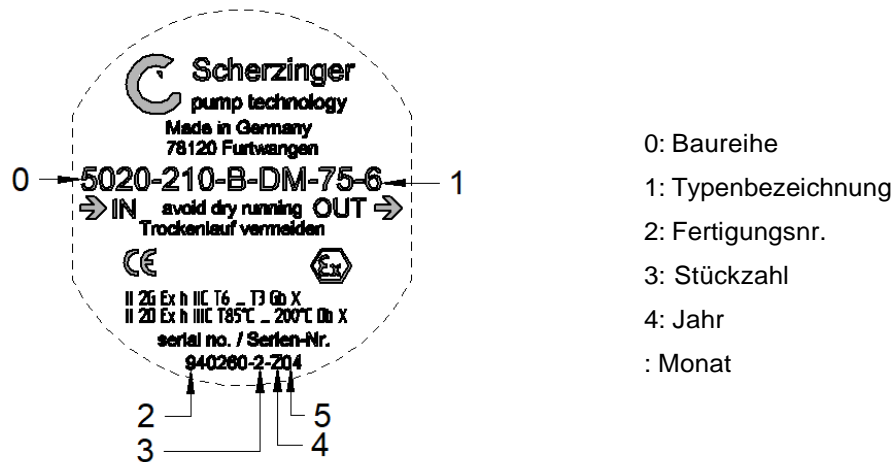 Scherzinger
pump technology
Made in Germany
78120 Furtwangen
0 5020-210-B-DM-75-6 1
IN avoid dry running OUT
Trockenlauf vermeiden
CE Ex
II 2G Ex h IIC T6 ... T3 Gb X
II 2D Ex h IIIC T85°C ... 200°C Db X
serial no. / Serien-Nr.
940260-2-Z04
2 5
3 4
0: Baureihe
1: Typenbezeichnung
2: Fertigungsnr.
3: Stückzahl
4: Jahr
: Monat